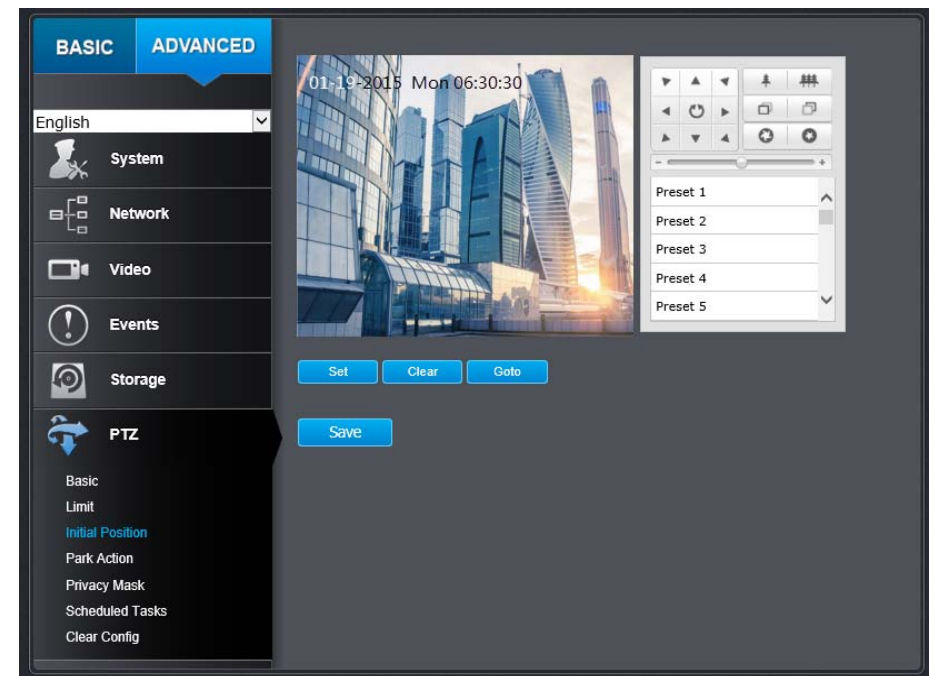 BASIC
ADVANCED
English
System
Network
Video
Events
Storage
PTZ
Basic
Limit
Initial Position
Park Action
Privacy Mask
Scheduled Tasks
Clear Config
01-19-2015 Mon 06:30:30
- +
Preset 1
Preset 2
Preset 3
Preset 4
Preset 5
Set
Clear
Goto
Save